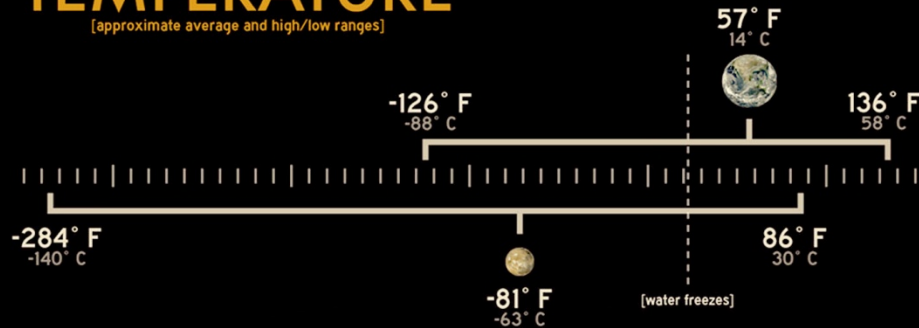 TEMPERATURE
[approximate average and high/low ranges]
57° F
14° C
-126° F
-88° C
136° F
58° C
-284° F
-140° C
86° F
30° C
-81° F
-63° C
[water freezes]